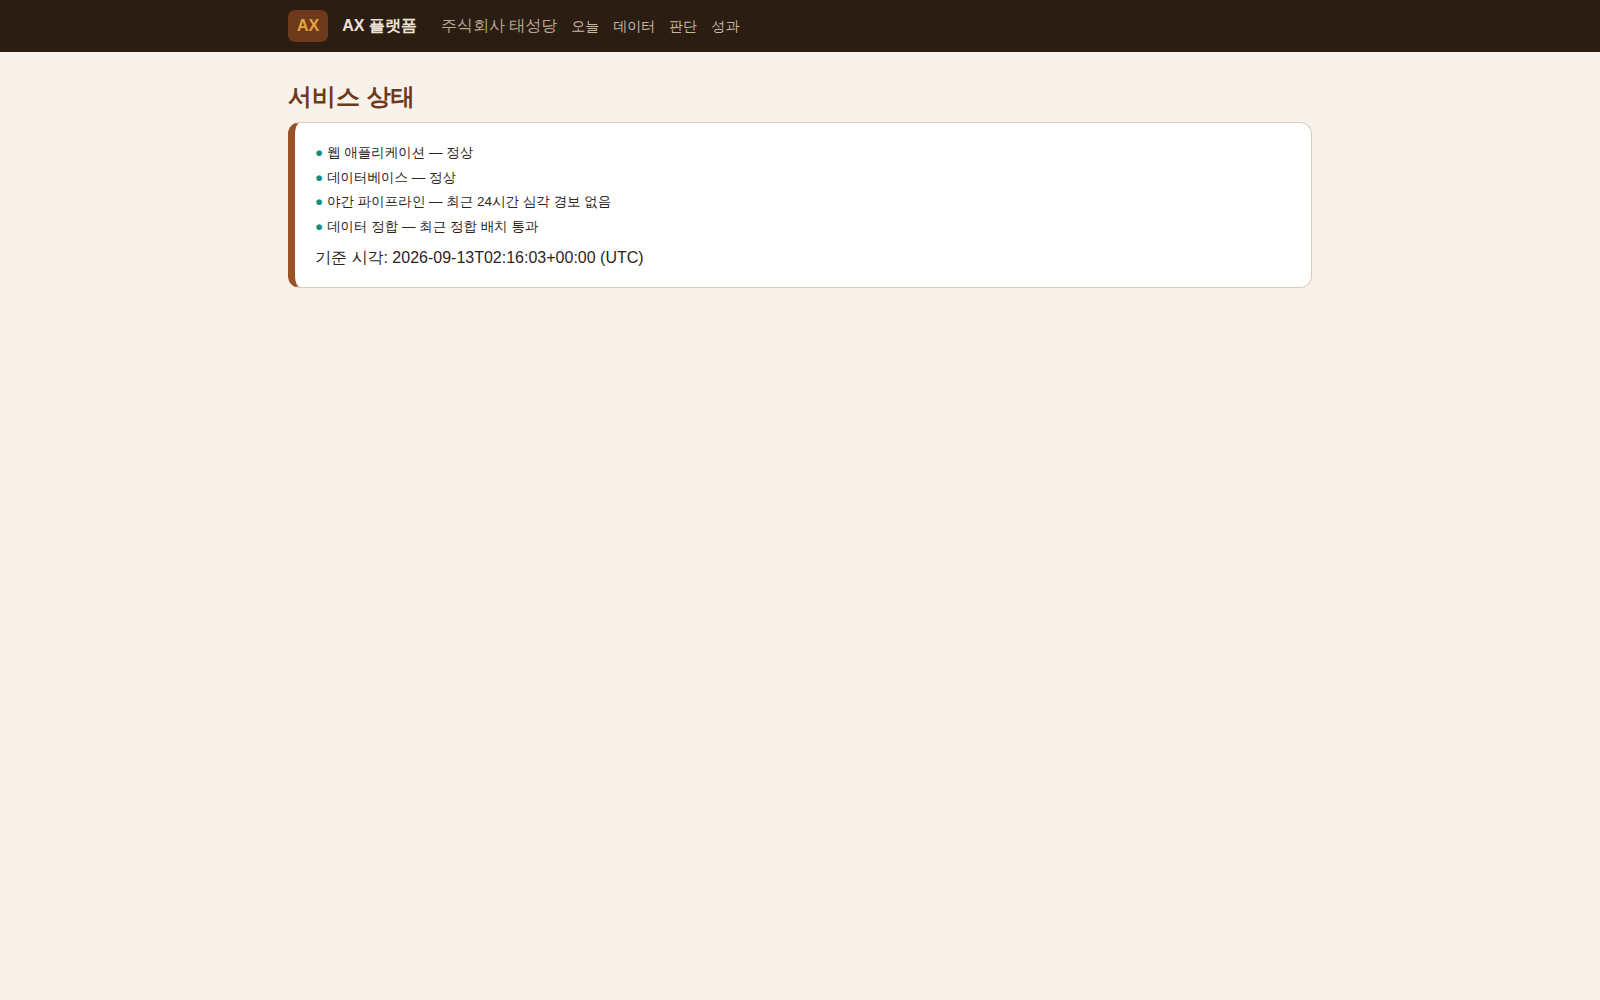 AX AX 플랫폼 주식회사 태성당 오늘 데이터 판단 성과
서비스 상태
● 웹 애플리케이션 — 정상
● 데이터베이스 — 정상
● 야간 파이프라인 — 최근 24시간 심각 경보 없음
● 데이터 정합 — 최근 정합 배치 통과
기준 시각: 2026-09-13T02:16:03+00:00 (UTC)